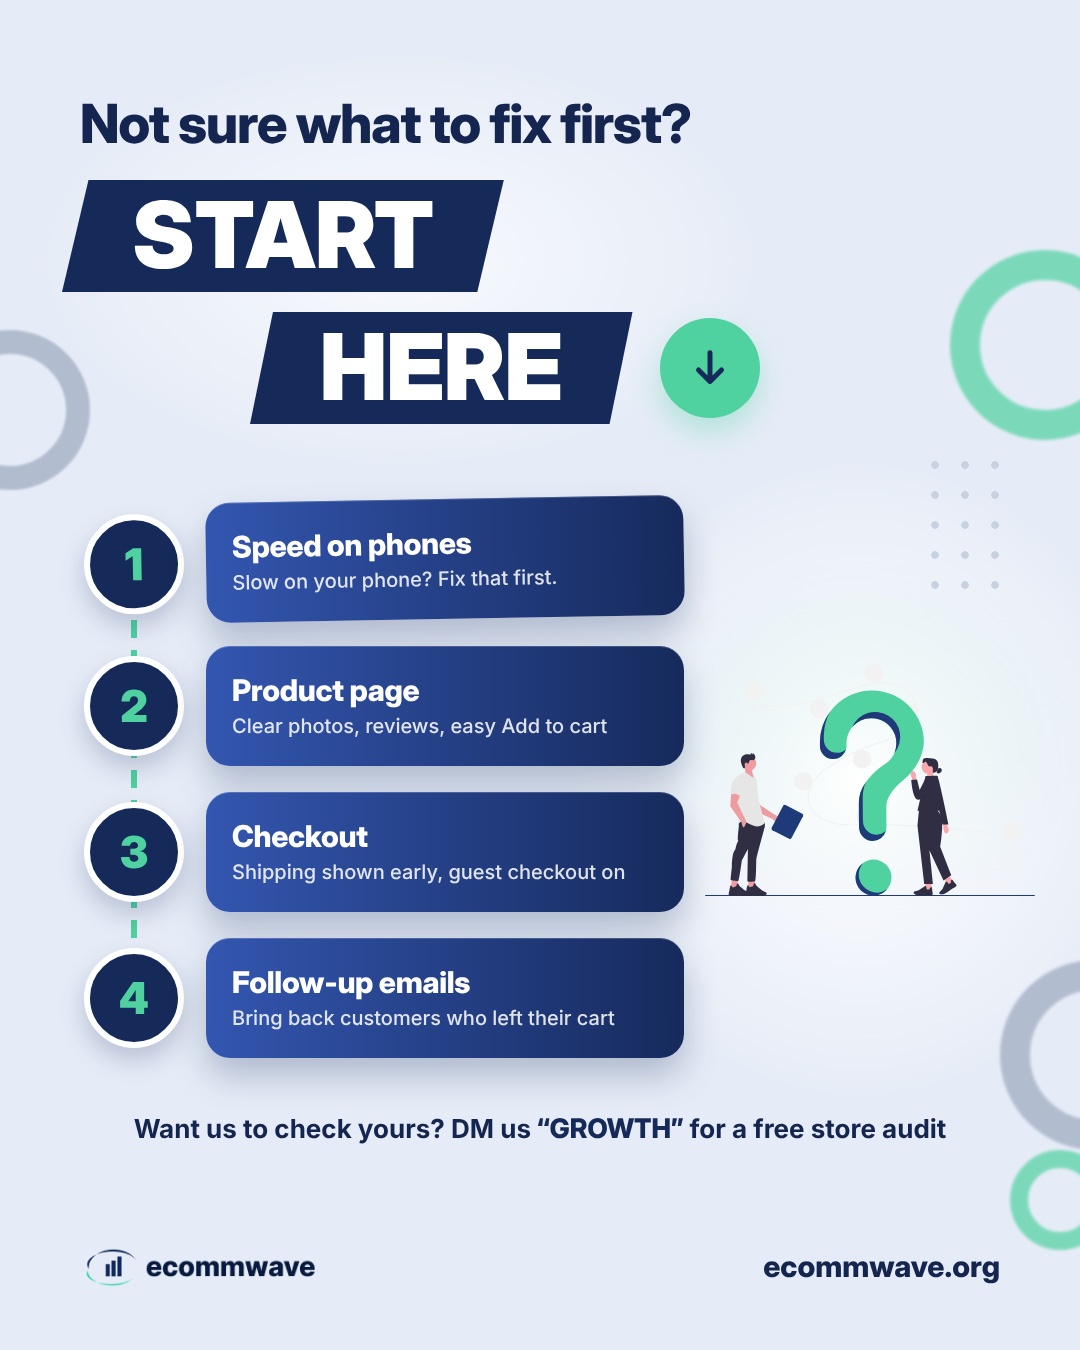 Not sure what to fix first?
START
HERE
1
Speed on phones
Slow on your phone? Fix that first.
2
Product page
Clear photos, reviews, easy Add to cart
3
Checkout
Shipping shown early, guest checkout on
4
Follow-up emails
Bring back customers who left their cart
Want us to check yours? DM us “GROWTH” for a free store audit
ecommwave
ecommwave.org